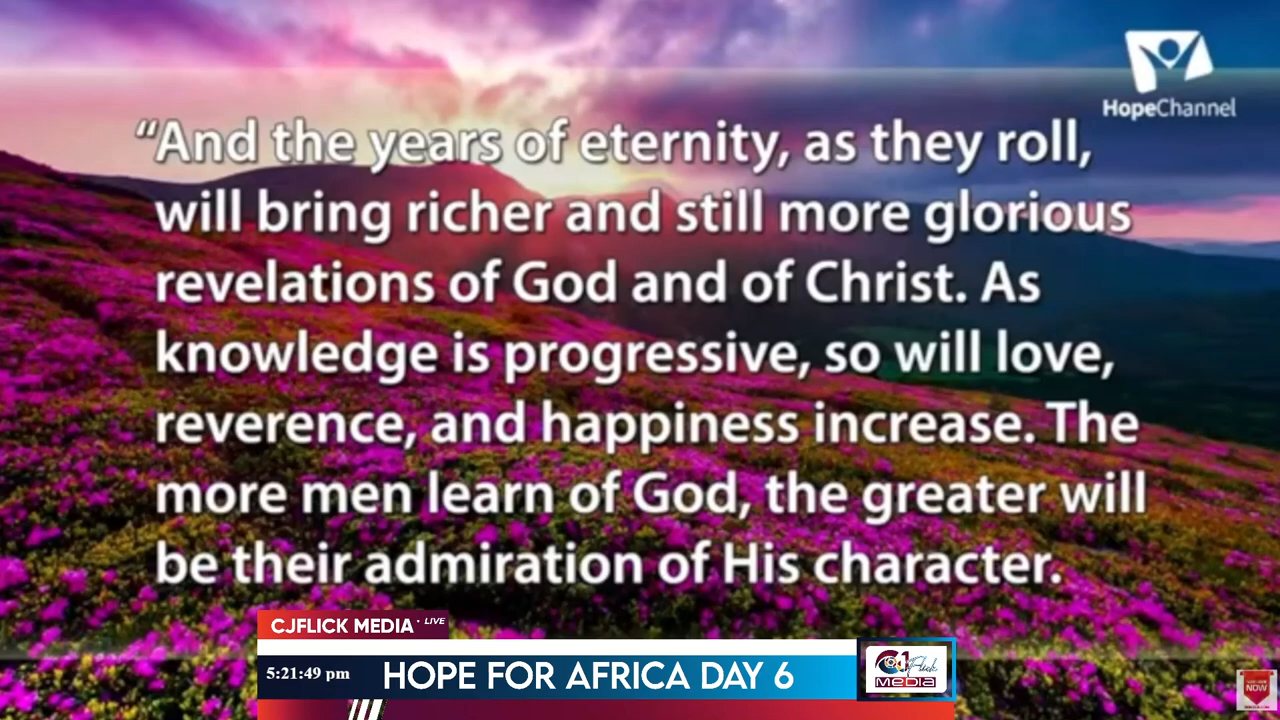 HopeChannel
“And the years of eternity, as they roll,
will bring richer and still more glorious
revelations of God and of Christ. As
knowledge is progressive, so will love,
reverence, and happiness increase. The
more men learn of God, the greater will
be their admiration of His character.
CJFLICK MEDIA • LIVE
5:21:49 pm
HOPE FOR AFRICA DAY 6
Flick
MEDIA
NOW